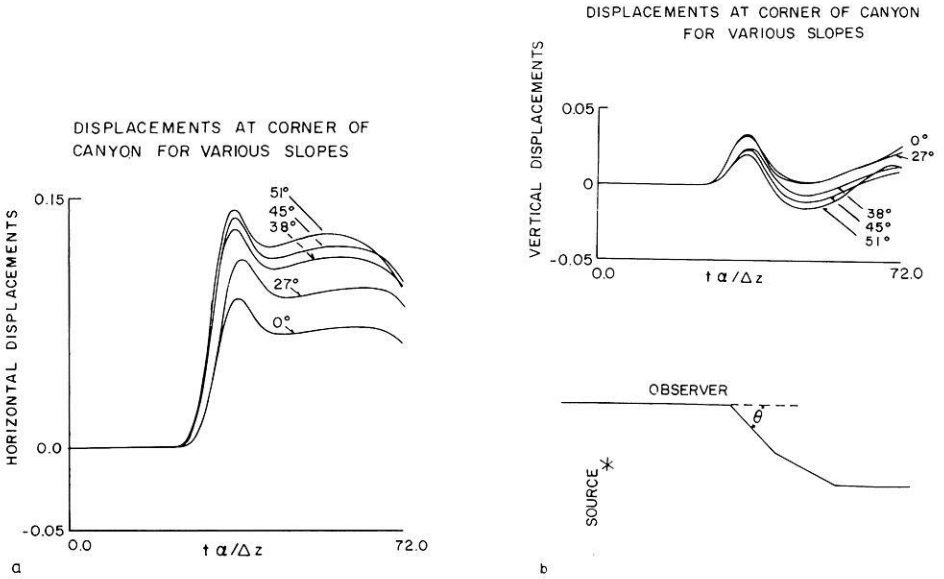 DISPLACEMENTS AT CORNER OF
CANYON FOR VARIOUS SLOPES
HORIZONTAL DISPLACEMENTS
0.15
0.0
-0.05
51°
45°
38°
27°
0°
0.0
72.0
t α/Δz
a
DISPLACEMENTS AT CORNER OF CANYON
FOR VARIOUS SLOPES
VERTICAL DISPLACEMENTS
0.05
0
-0.05
0°
27°
38°
45°
51°
0.0
72.0
t α/Δz
OBSERVER
θ
SOURCE
b